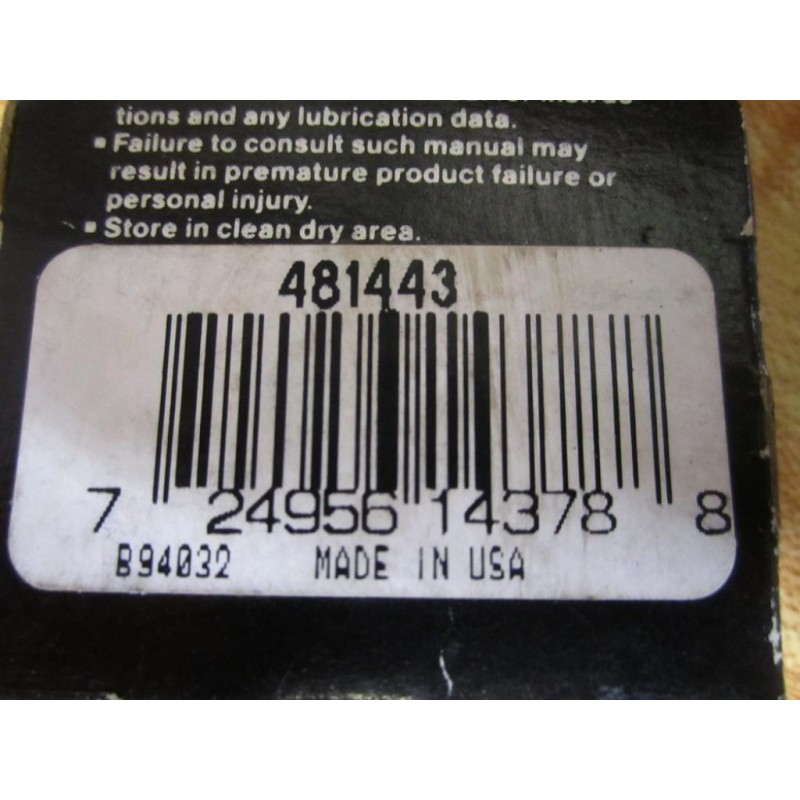 tions and any lubrication data.
▪ Failure to consult such manual may
result in premature product failure or
personal injury.
▪ Store in clean dry area.
481443
7 24956 14378 8
B94032 MADE IN USA